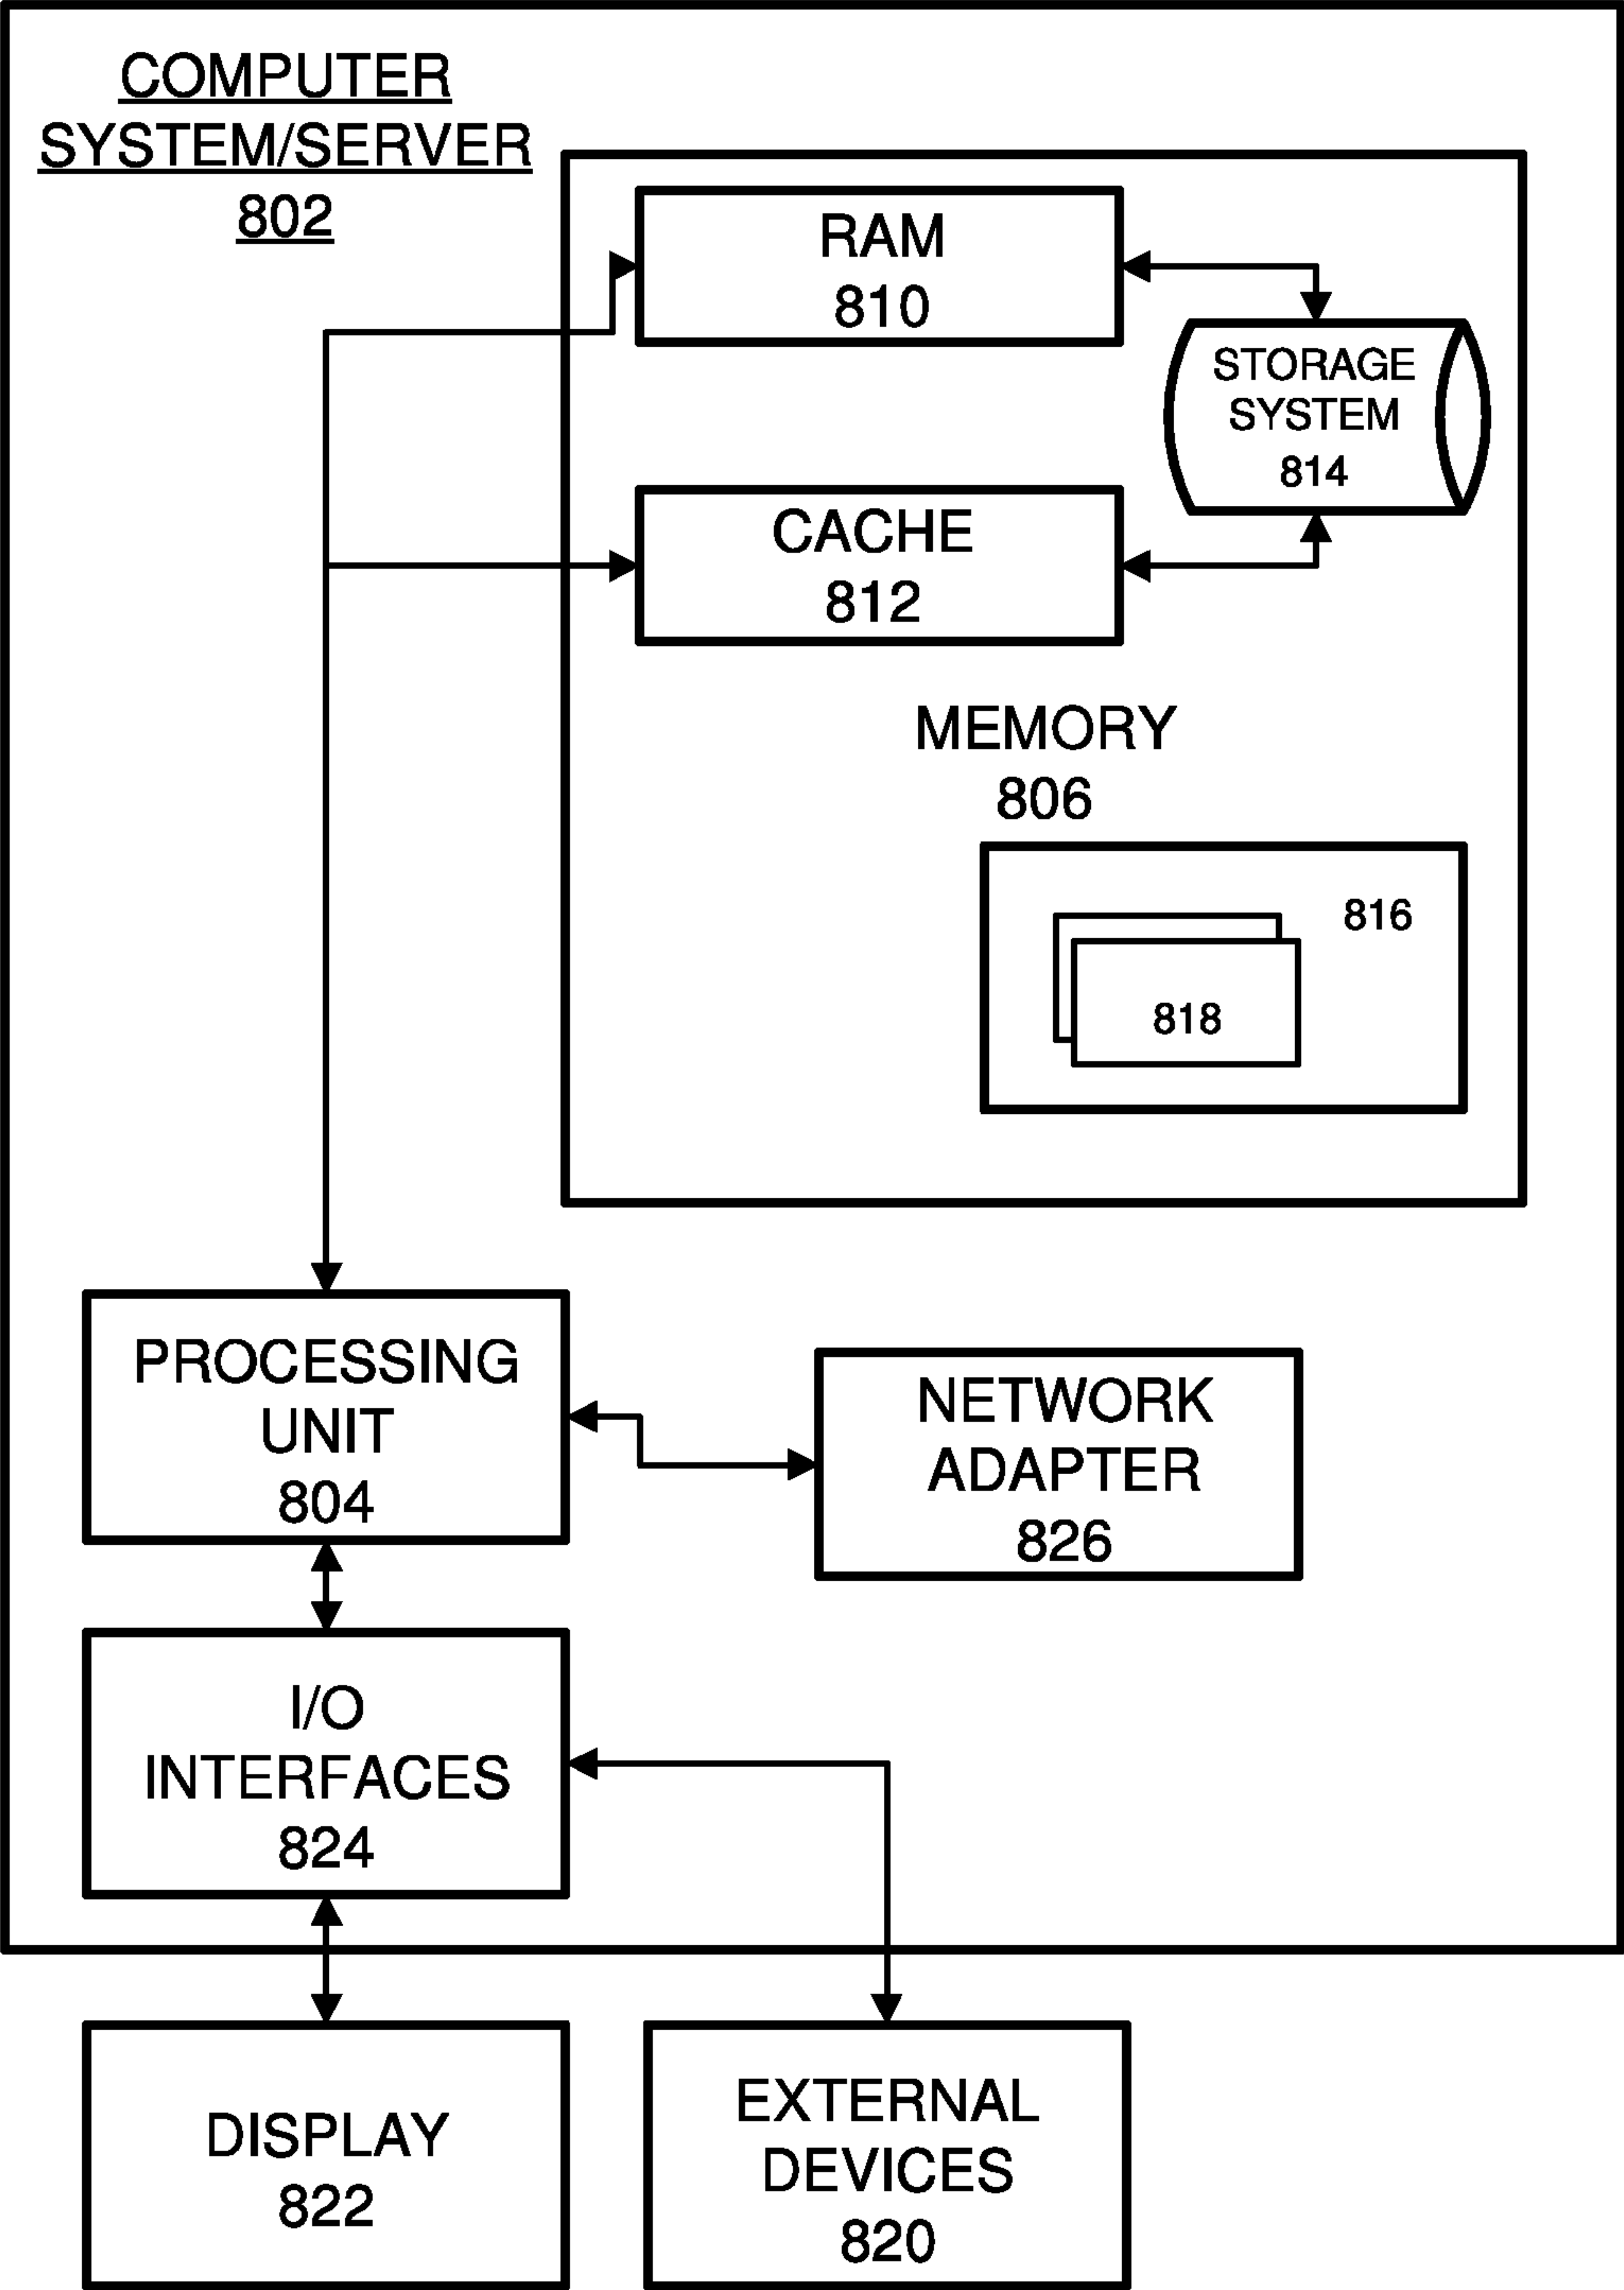 COMPUTER
SYSTEM/SERVER
802
RAM
810
STORAGE
SYSTEM
814
CACHE
812
MEMORY
806
816
818
PROCESSING
UNIT
804
NETWORK
ADAPTER
826
I/O
INTERFACES
824
DISPLAY
822
EXTERNAL
DEVICES
820